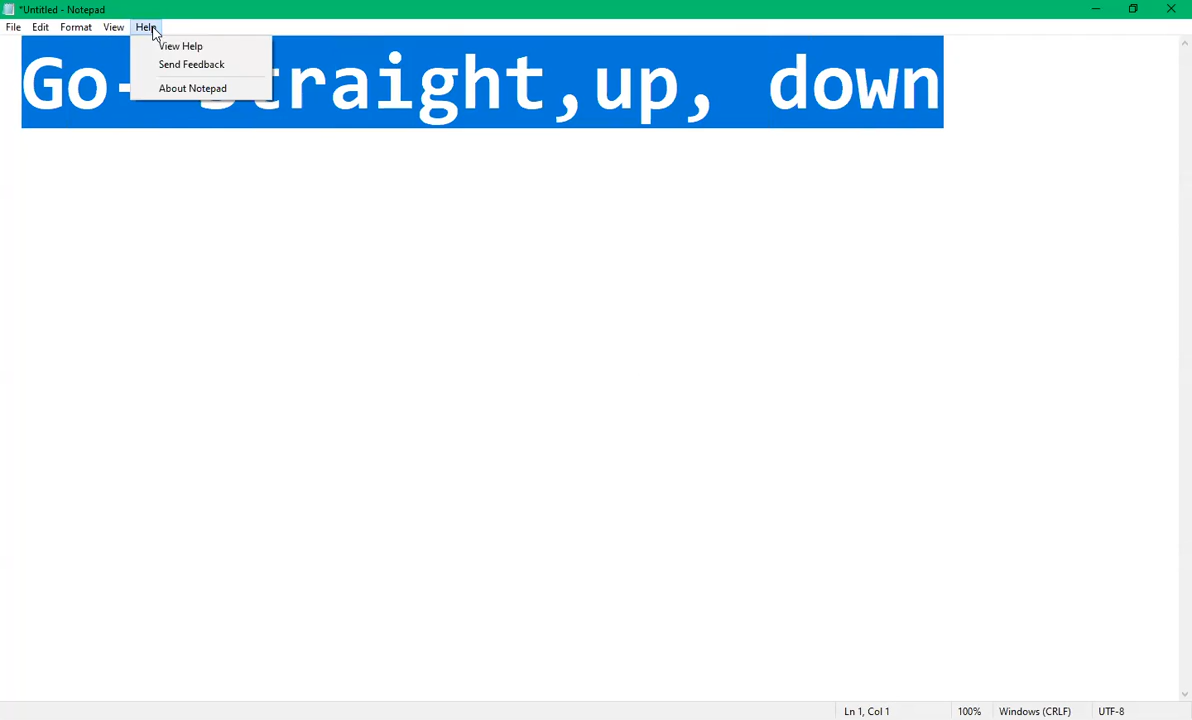 *Untitled - Notepad
File Edit Format View Help
View Help
Send Feedback
About Notepad
Go- straight,up, down
Ln 1, Col 1 100% Windows (CRLF) UTF-8